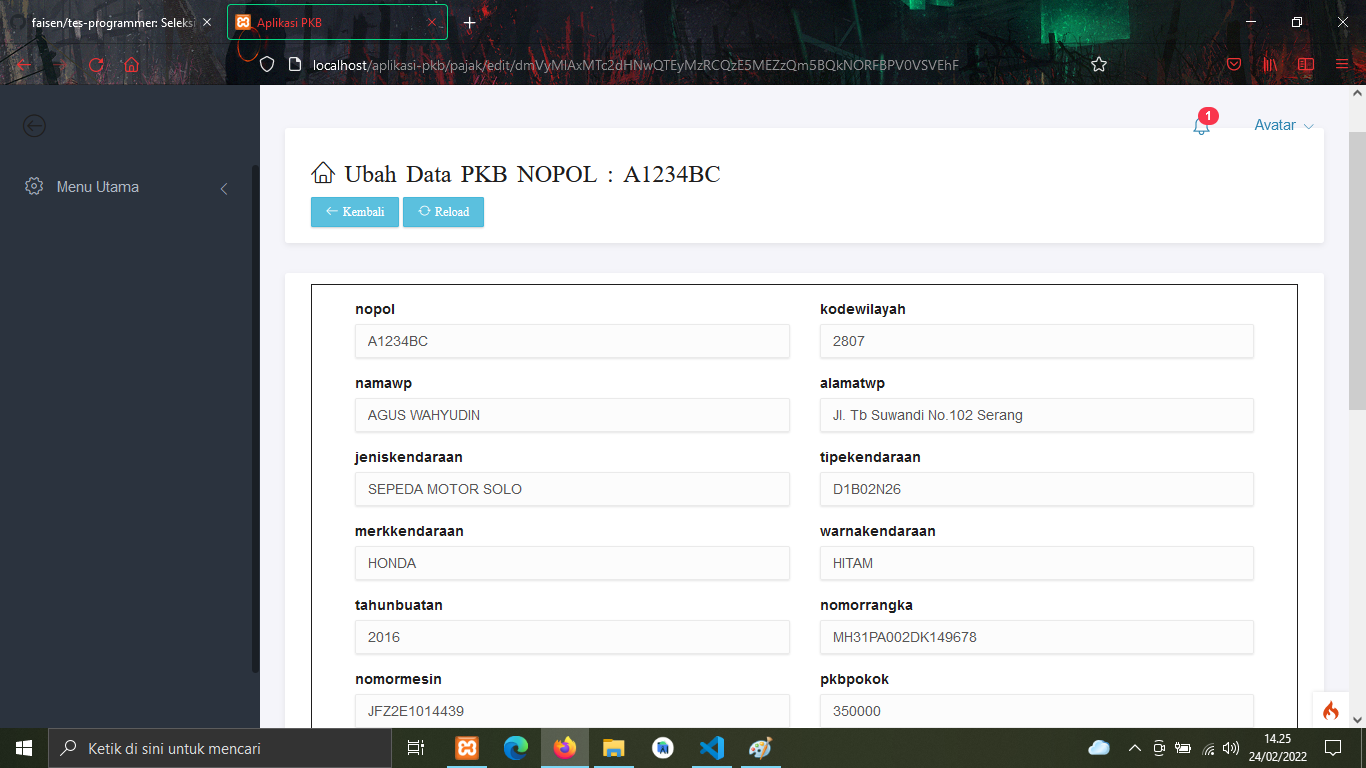 faisen/tes-programmer: Seleksi
Aplikasi PKB
localhost/aplikasi-pkb/pajak/edit/dmVyMlAxMTc2dHNwQTEyMzRCQzE5MEZzQm5BQkNORFBPV0VSVEhF
1
Avatar
Menu Utama
Ubah Data PKB NOPOL : A1234BC
Kembali Reload
nopol kodewilayah
A1234BC 2807
namawp alamatwp
AGUS WAHYUDIN Jl. Tb Suwandi No.102 Serang
jeniskendaraan tipekendaraan
SEPEDA MOTOR SOLO D1B02N26
merkkendaraan warnakendaraan
HONDA HITAM
tahunbuatan nomorrangka
2016 MH31PA002DK149678
nomormesin pkbpokok
JFZ2E1014439 350000
Ketik di sini untuk mencari
14.25
24/02/2022